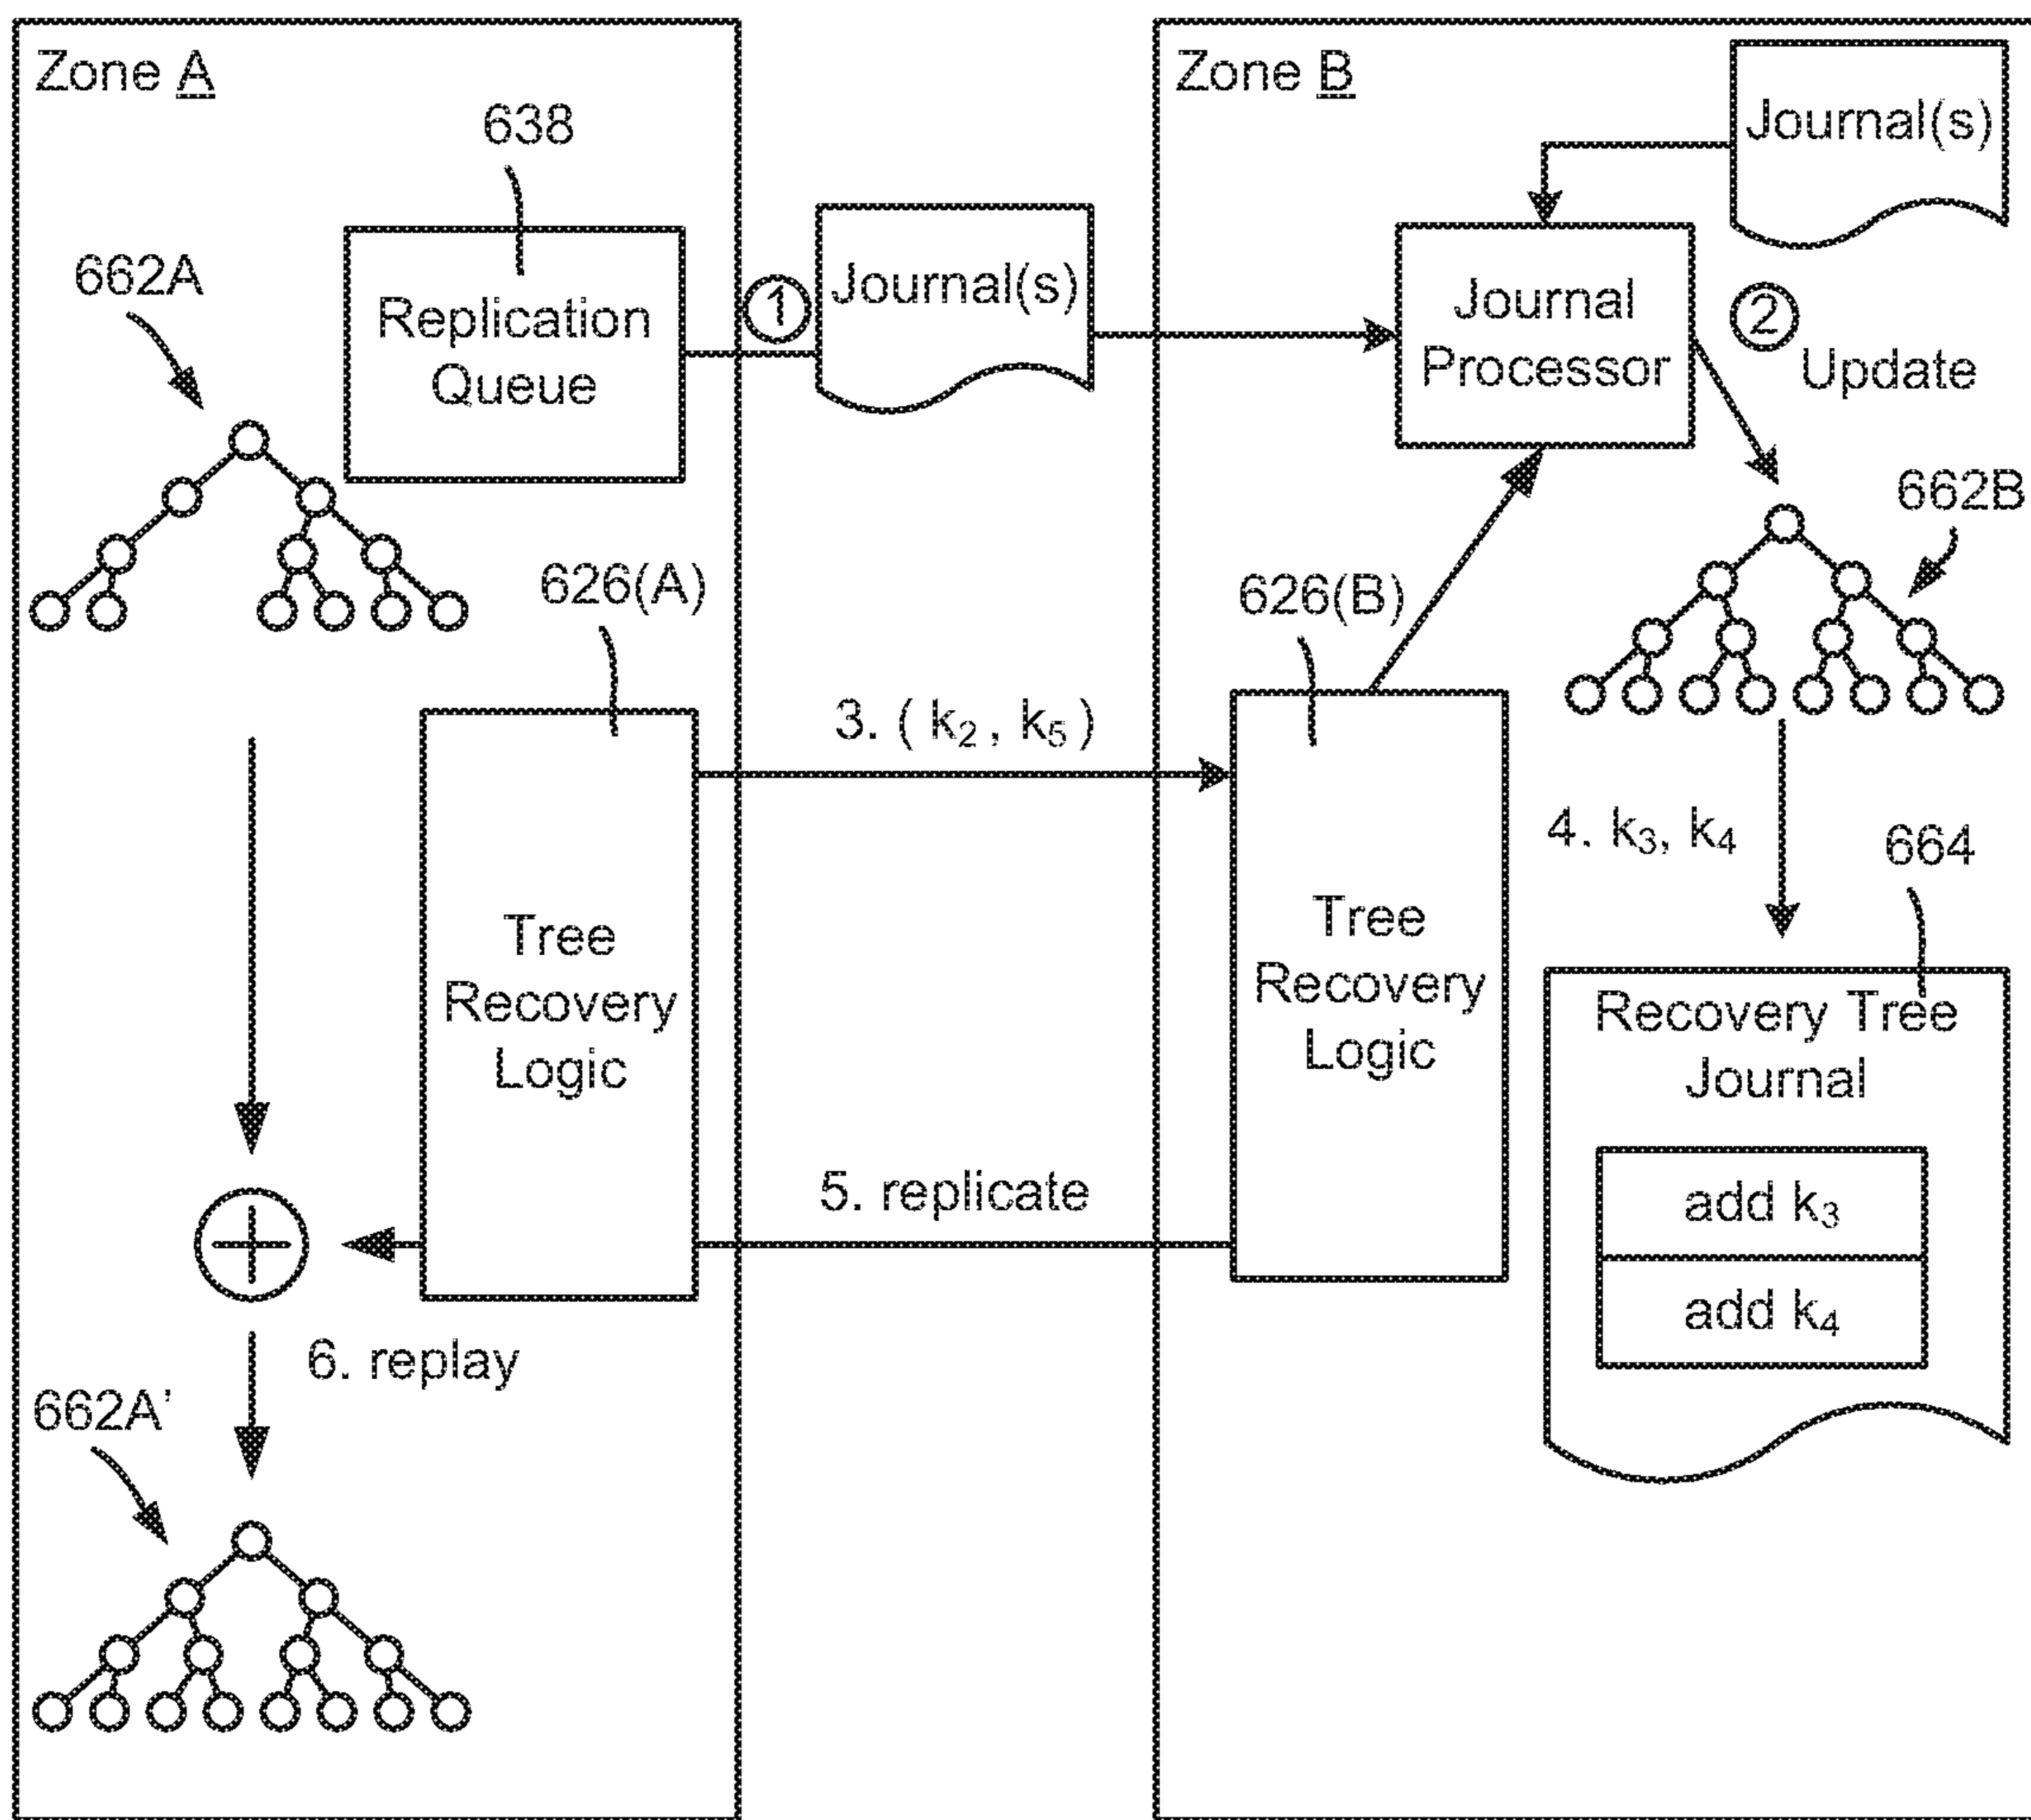 Zone A
638
662A
Replication
Queue
626(A)
Tree
Recovery
Logic
6. replay
662A'
1
Journal(s)
3. ( k₂ , k₅ )
5. replicate
Zone B
Journal(s)
Journal
Processor
2
Update
662B
626(B)
Tree
Recovery
Logic
4. k₃, k₄
664
Recovery Tree
Journal
add k₃
add k₄